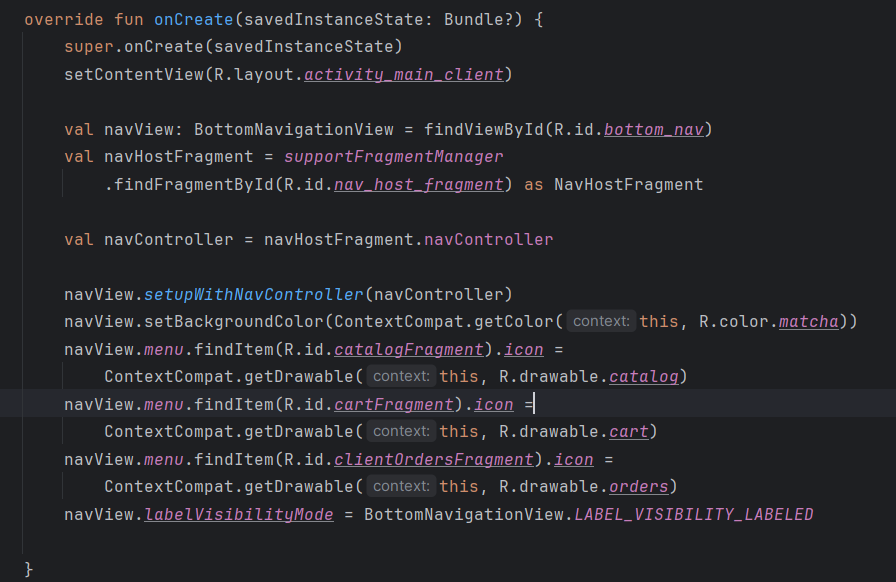 override fun onCreate(savedInstanceState: Bundle?) {
super.onCreate(savedInstanceState)
setContentView(R.layout.activity_main_client)
val navView: BottomNavigationView = findViewById(R.id.bottom_nav)
val navHostFragment = supportFragmentManager
.findFragmentById(R.id.nav_host_fragment) as NavHostFragment
val navController = navHostFragment.navController
navView.setupWithNavController(navController)
navView.setBackgroundColor(ContextCompat.getColor( context: this, R.color.matcha))
navView.menu.findItem(R.id.catalogFragment).icon =
ContextCompat.getDrawable( context: this, R.drawable.catalog)
navView.menu.findItem(R.id.cartFragment).icon =
ContextCompat.getDrawable( context: this, R.drawable.cart)
navView.menu.findItem(R.id.clientOrdersFragment).icon =
ContextCompat.getDrawable( context: this, R.drawable.orders)
navView.labelVisibilityMode = BottomNavigationView.LABEL_VISIBILITY_LABELED
}